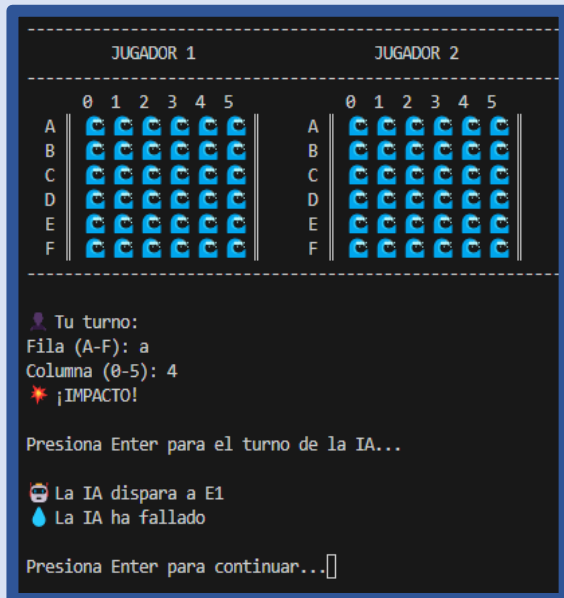 JUGADOR 1 JUGADOR 2
0 1 2 3 4 5 0 1 2 3 4 5
A A
B B
C C
D D
E E
F F
Tu turno:
Fila (A-F): a
Columna (0-5): 4
¡IMPACTO!
Presiona Enter para el turno de la IA...
La IA dispara a E1
La IA ha fallado
Presiona Enter para continuar...